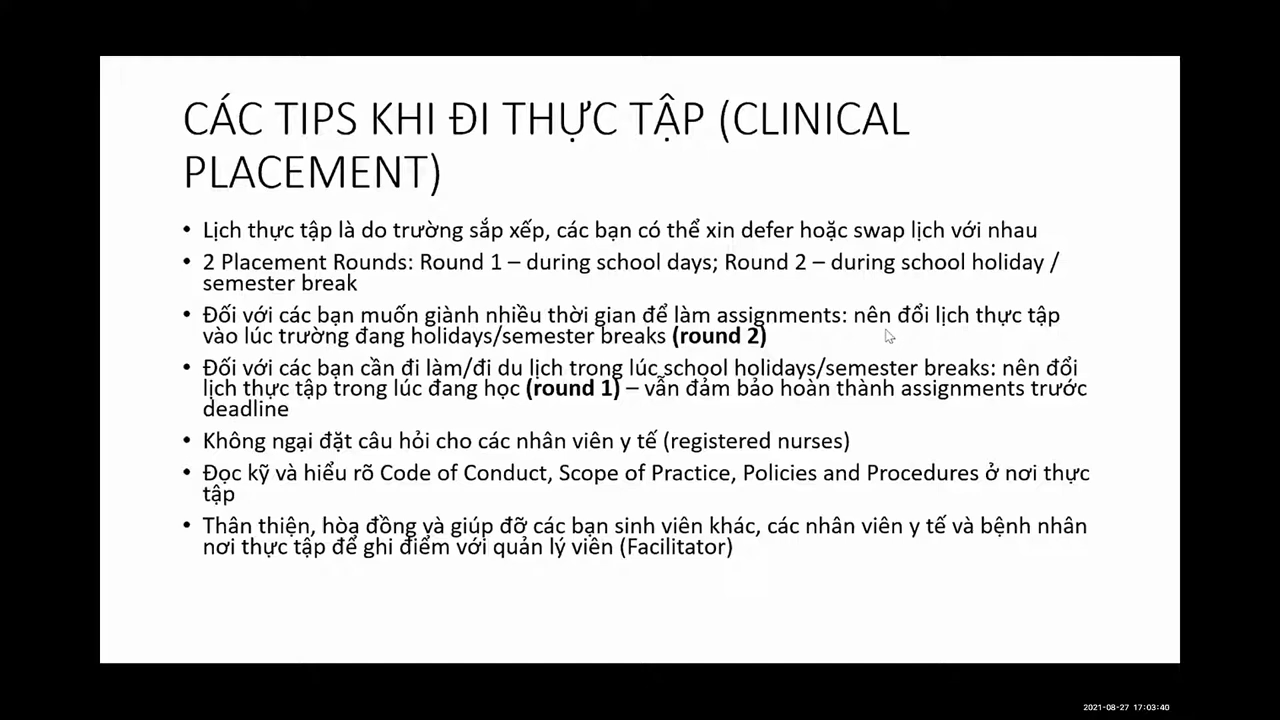 CÁC TIPS KHI ĐI THỰC TẬP (CLINICAL
PLACEMENT)
• Lịch thực tập là do trường sắp xếp, các bạn có thể xin defer hoặc swap lịch với nhau
• 2 Placement Rounds: Round 1 – during school days; Round 2 – during school holiday /
semester break
• Đối với các bạn muốn giành nhiều thời gian để làm assignments: nên đổi lịch thực tập
vào lúc trường đang holidays/semester breaks (round 2)
• Đối với các bạn cần đi làm/đi du lịch trong lúc school holidays/semester breaks: nên đổi
lịch thực tập trong lúc đang học (round 1) – vẫn đảm bảo hoàn thành assignments trước
deadline
• Không ngại đặt câu hỏi cho các nhân viên y tế (registered nurses)
• Đọc kỹ và hiểu rõ Code of Conduct, Scope of Practice, Policies and Procedures ở nơi thực
tập
• Thân thiện, hòa đồng và giúp đỡ các bạn sinh viên khác, các nhân viên y tế và bệnh nhân
nơi thực tập để ghi điểm với quản lý viên (Facilitator)
2021-08-27 17:03:40